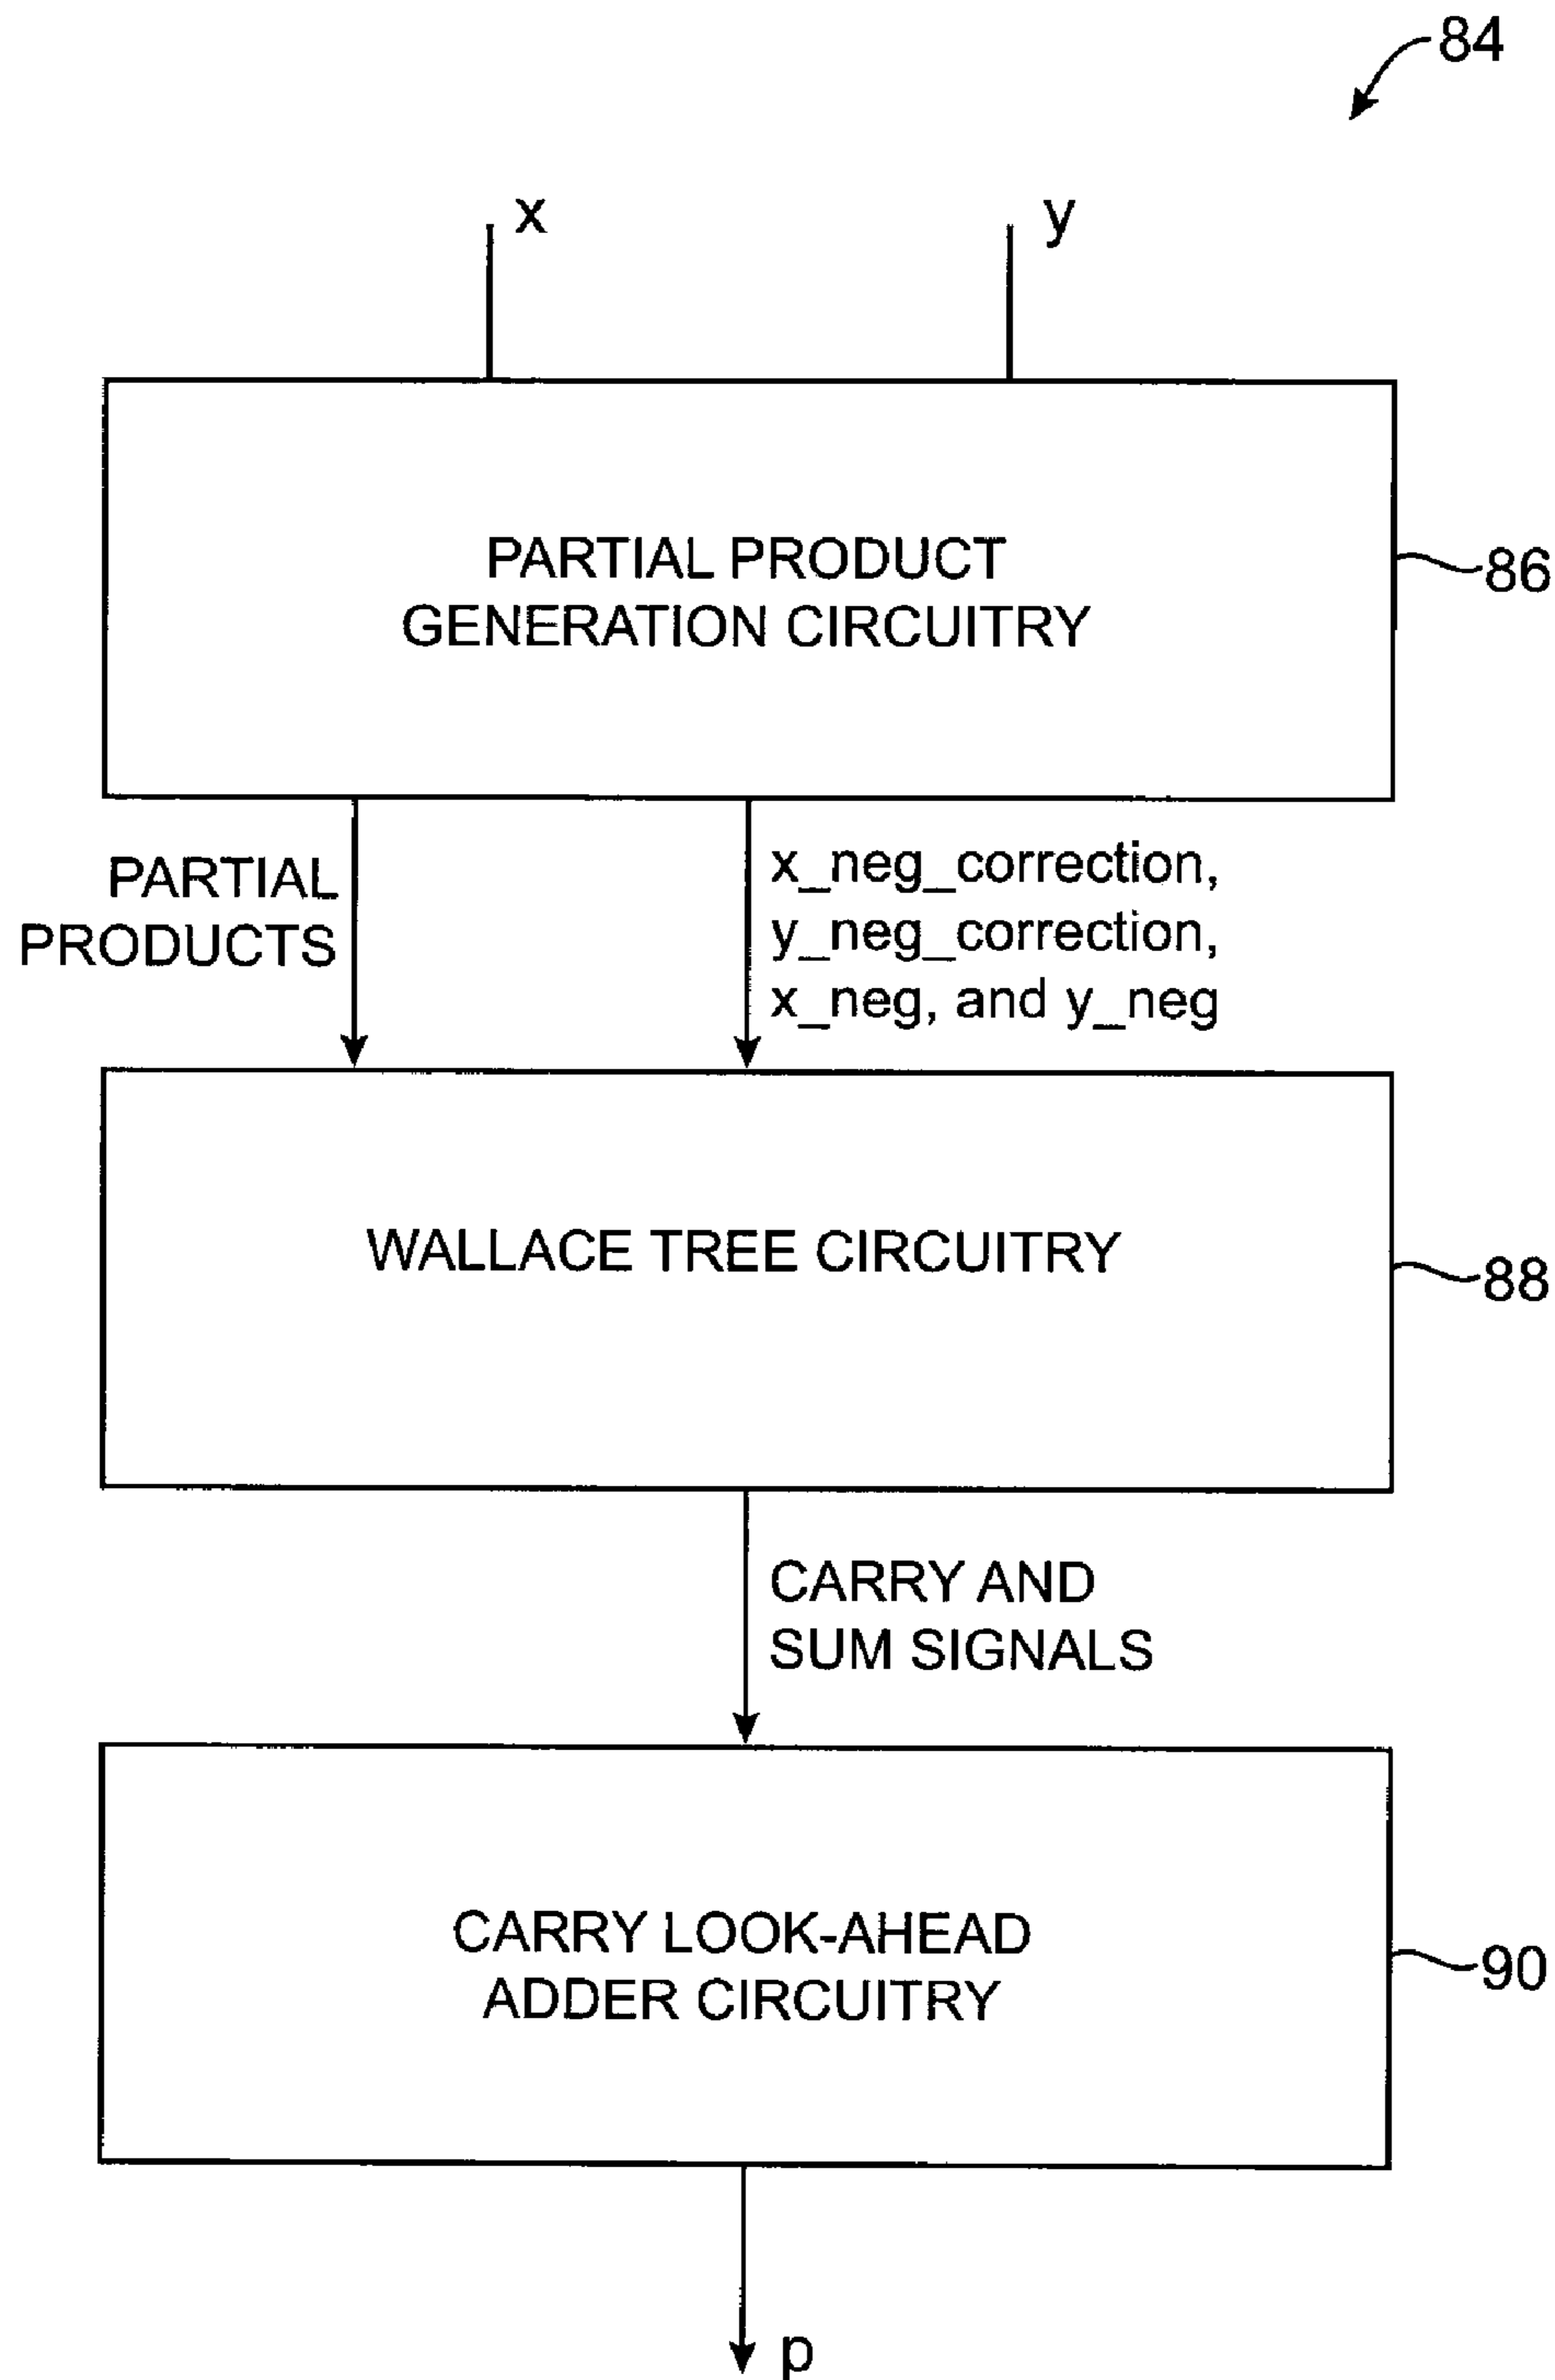 84
x
y
PARTIAL PRODUCT
GENERATION CIRCUITRY
86
PARTIAL
PRODUCTS
x_neg_correction,
y_neg_correction,
x_neg, and y_neg
WALLACE TREE CIRCUITRY
88
CARRY AND
SUM SIGNALS
CARRY LOOK-AHEAD
ADDER CIRCUITRY
90
p